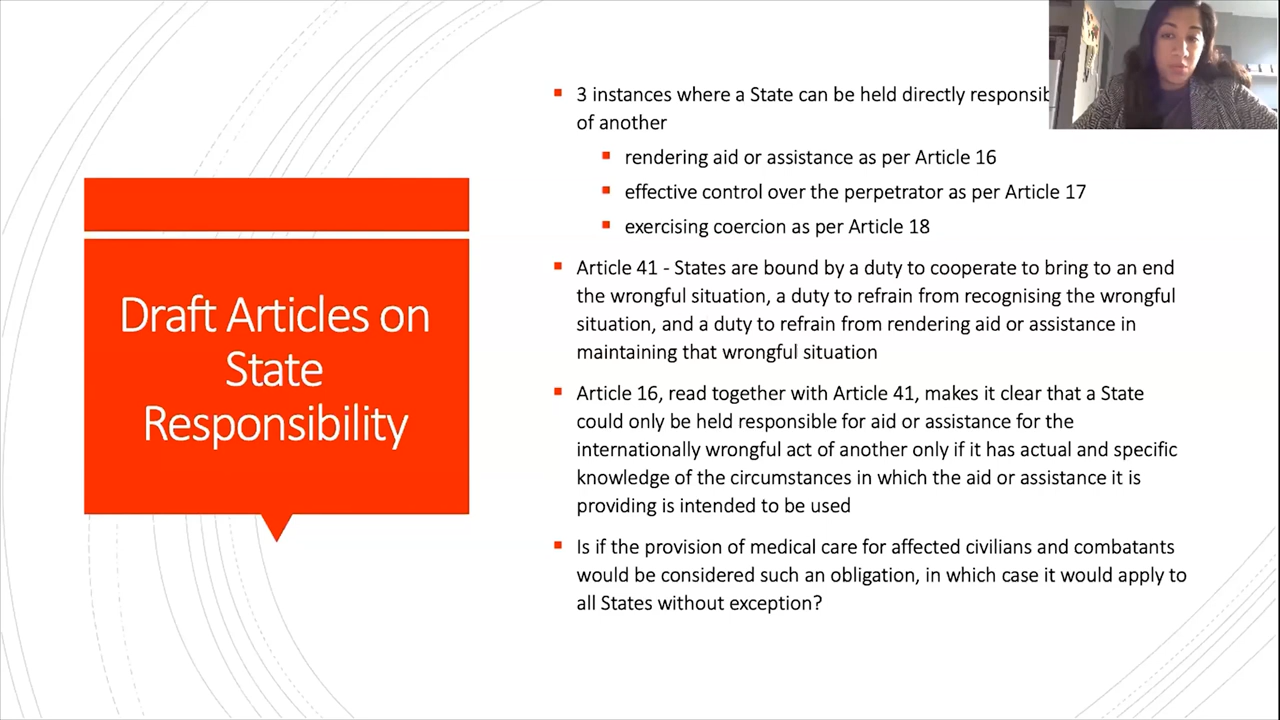 Draft Articles on
State
Responsibility
3 instances where a State can be held directly
of another
rendering aid or assistance as per Article 16
effective control over the perpetrator as per Article 17
exercising coercion as per Article 18
Article 41 - States are bound by a duty to cooperate to bring to an end
the wrongful situation, a duty to refrain from recognising the wrongful
situation, and a duty to refrain from rendering aid or assistance in
maintaining that wrongful situation
Article 16, read together with Article 41, makes it clear that a State
could only be held responsible for aid or assistance for the
internationally wrongful act of another only if it has actual and specific
knowledge of the circumstances in which the aid or assistance it is
providing is intended to be used
Is if the provision of medical care for affected civilians and combatants
would be considered such an obligation, in which case it would apply to
all States without exception?